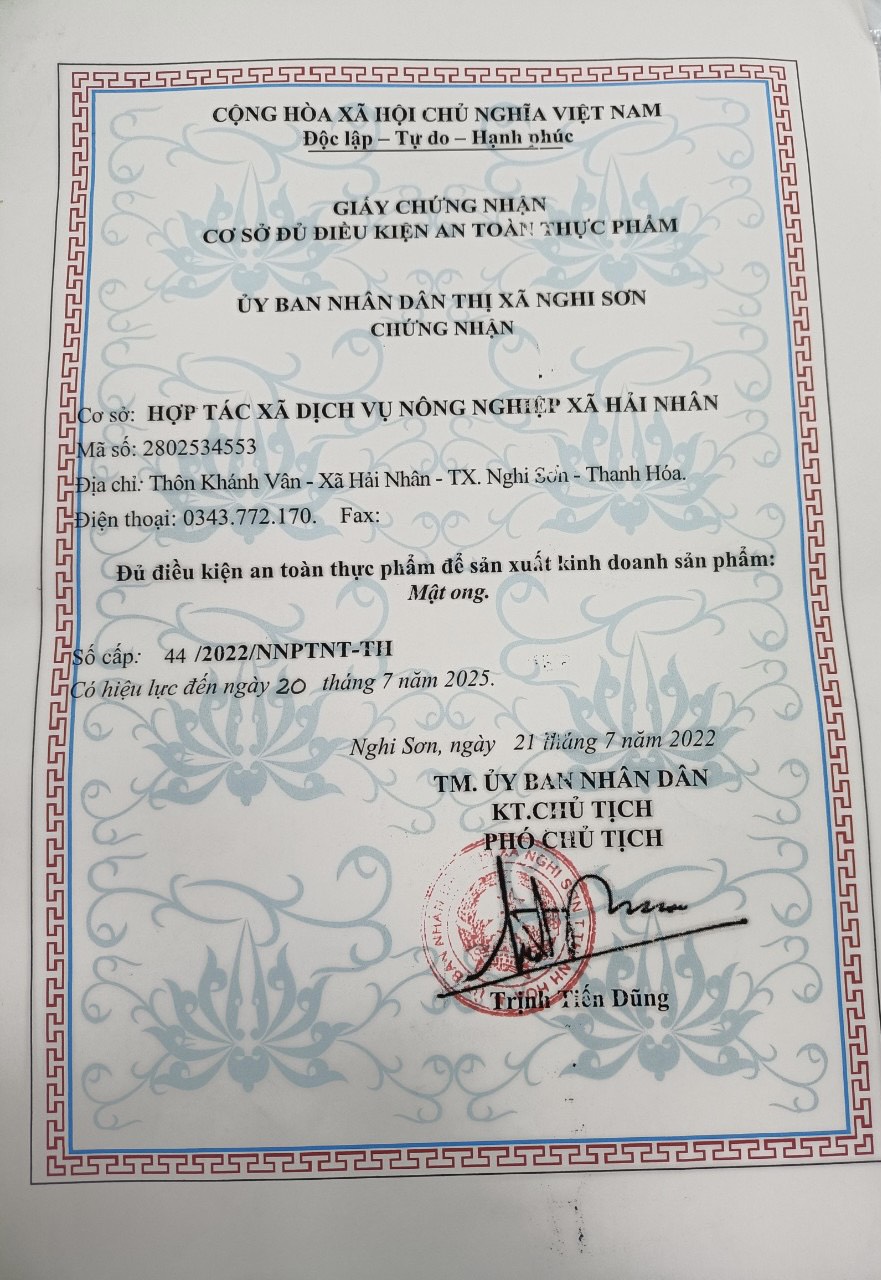 CỘNG HÒA XÃ HỘI CHỦ NGHĨA VIỆT NAM
Độc lập – Tự do – Hạnh phúc
GIẤY CHỨNG NHẬN
CƠ SỞ ĐỦ ĐIỀU KIỆN AN TOÀN THỰC PHẨM
ỦY BAN NHÂN DÂN THỊ XÃ NGHI SƠN
CHỨNG NHẬN
Cơ sở: HỢP TÁC XÃ DỊCH VỤ NÔNG NGHIỆP XÃ HẢI NHÂN
Mã số: 2802534553
Địa chỉ: Thôn Khánh Vân - Xã Hải Nhân - TX. Nghi Sơn - Thanh Hóa.
Điện thoại: 0343.772.170. Fax:
Đủ điều kiện an toàn thực phẩm để sản xuất kinh doanh sản phẩm:
Mật ong.
Số cấp: 44 /2022/NNPTNT-TH
Có hiệu lực đến ngày 20 tháng 7 năm 2025.
Nghi Sơn, ngày 21 tháng 7 năm 2022
TM. ỦY BAN NHÂN DÂN
KT.CHỦ TỊCH
PHÓ CHỦ TỊCH
BAN NHÂN XÃ NGHI SƠN
Trịnh Tiến Dũng